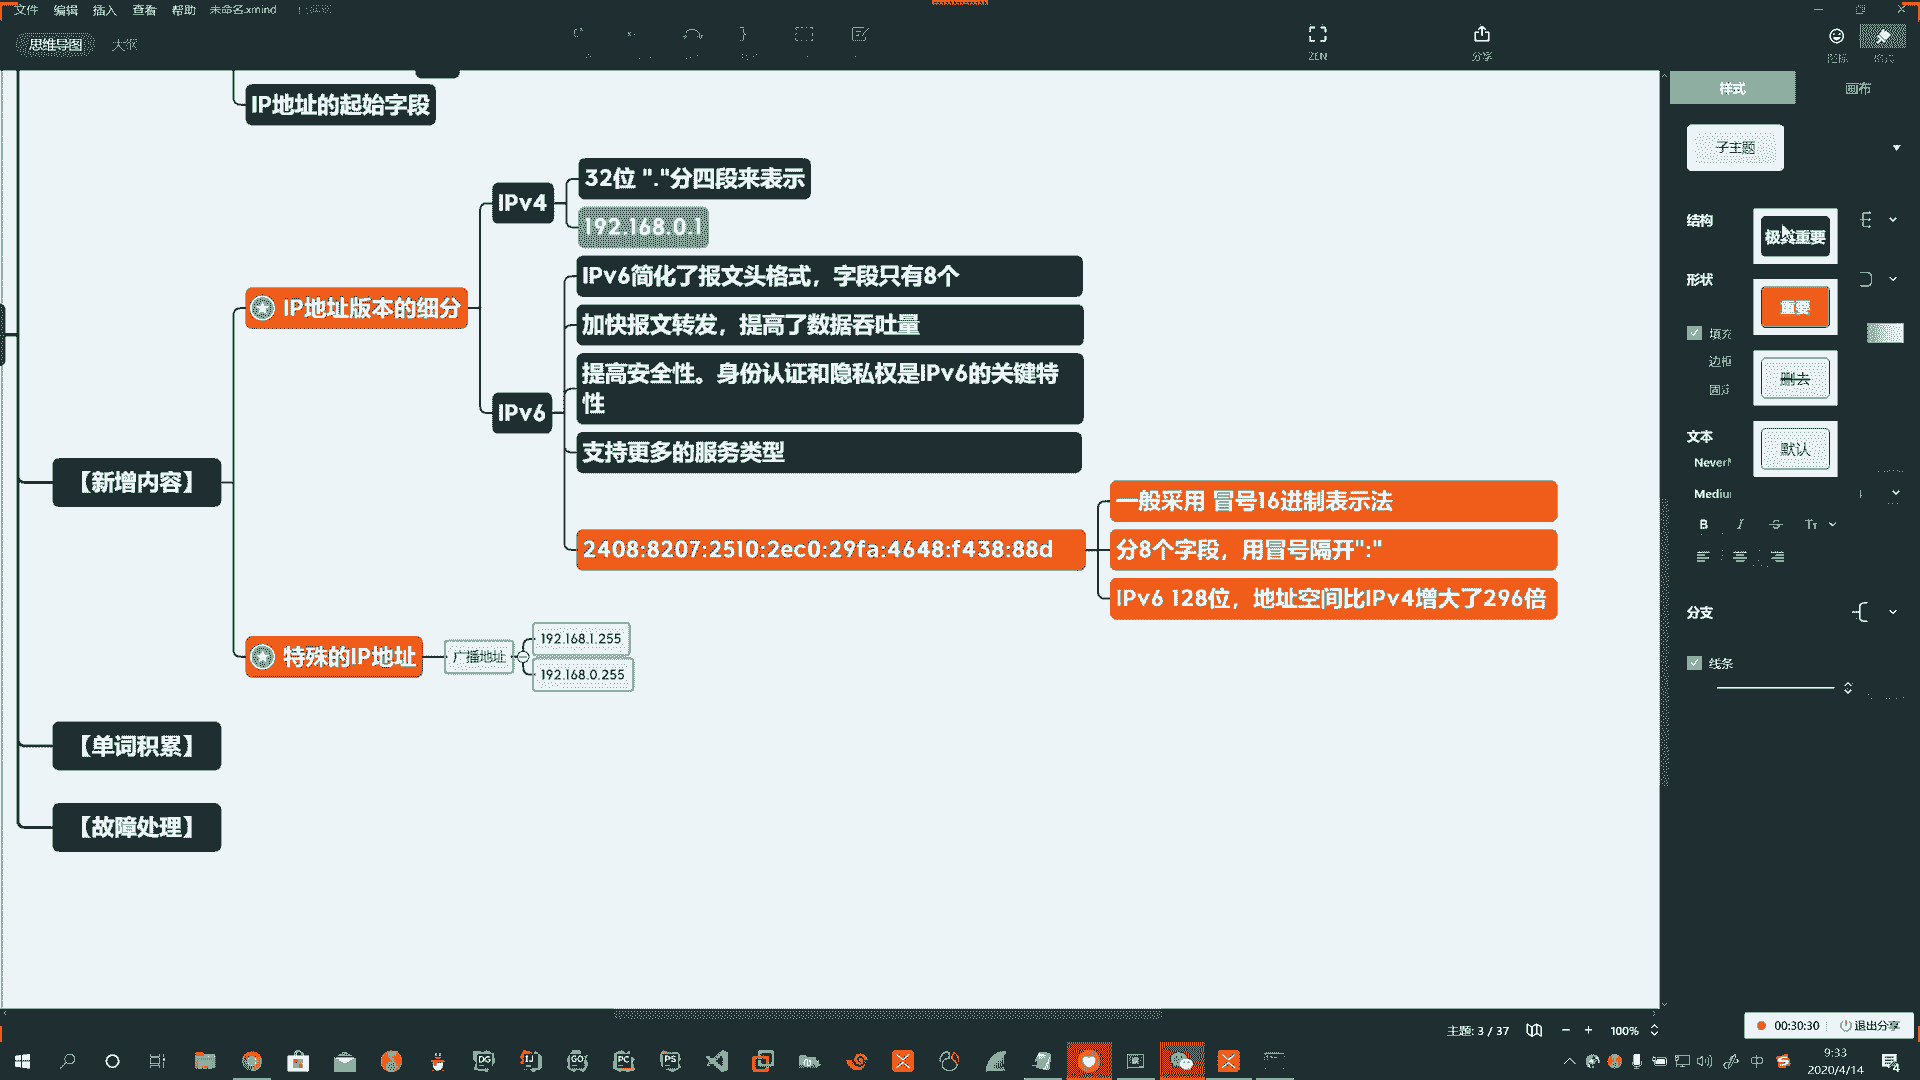 文件 编辑 插入 查看 帮助 未命名.xmind
思维导图 大纲
ZEN 分享
IP地址的起始字段
IPv4
32位 "."分四段来表示
192.168.0.1
IP地址版本的细分
IPv6
IPv6简化了报文头格式，字段只有8个
加快报文转发，提高了数据吞吐量
提高安全性。身份认证和隐私权是IPv6的关键特
性
支持更多的服务类型
2408:8207:2510:2ec0:29fa:4648:f438:88d
一般采用 冒号16进制表示法
分8个字段，用冒号隔开":"
IPv6 128位，地址空间比IPv4增大了296倍
【新增内容】
特殊的IP地址
广播地址
192.168.1.255
192.168.0.255
【单词积累】
【故障处理】
样式 画布
子主题
结构
极其重要
形状
重要
填充
边框
删去
文本
默认
Mediu
B I S Tт
分支
线条
主题: 3 / 37 100%
00:30:30 退出分享
DG IJ GO PC PS
中
9:33
2020/4/14